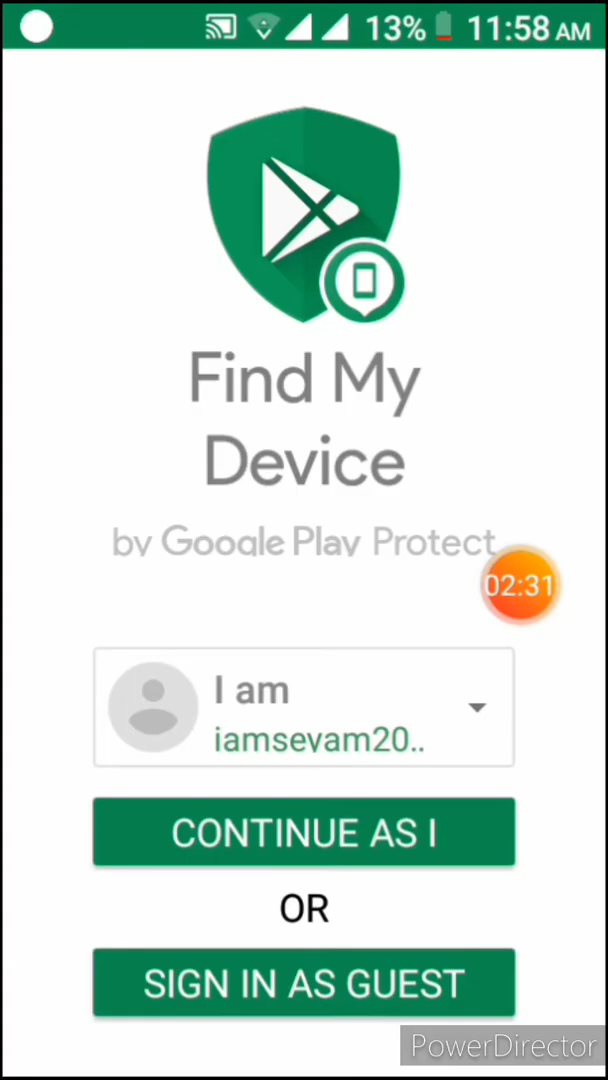 13% 11:58 AM
Find My
Device
by Google Play Protect
02:31
I am
iamsevam20..
CONTINUE AS I
OR
SIGN IN AS GUEST
PowerDirector